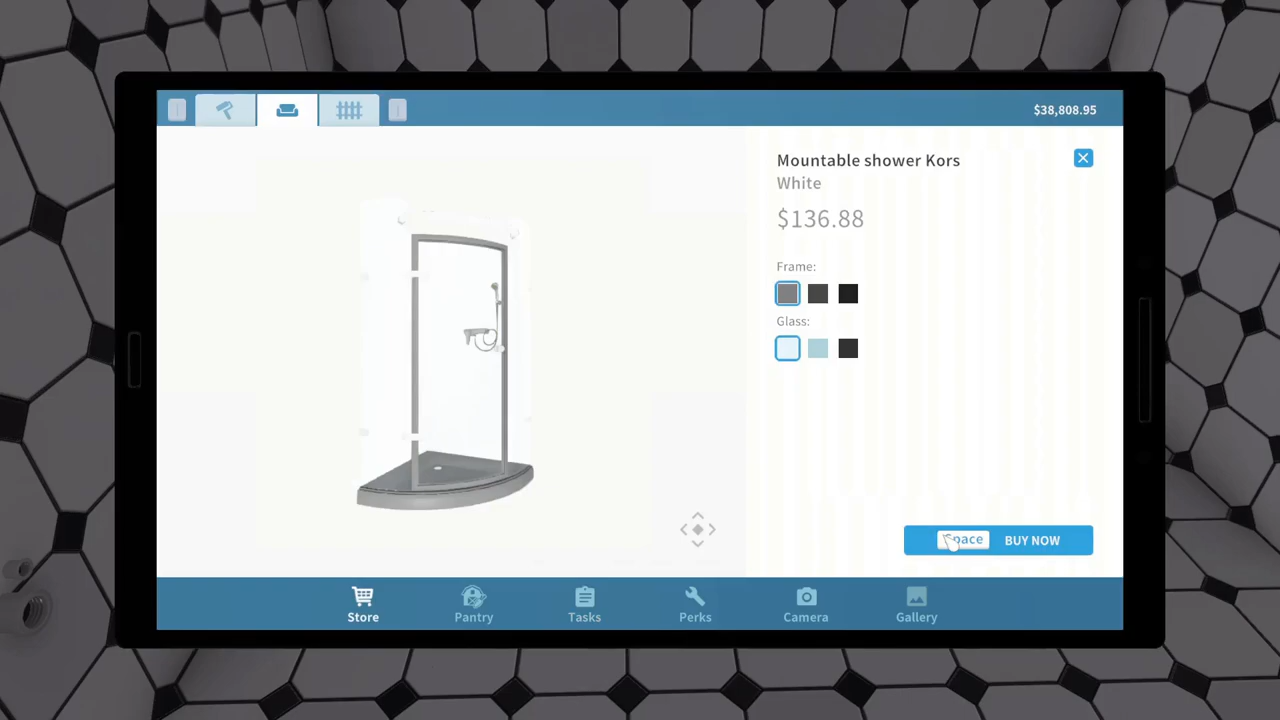 $38,808.95
Mountable shower Kors
White
$136.88
Frame:
Glass:
Space BUY NOW
Store Pantry Tasks Perks Camera Gallery